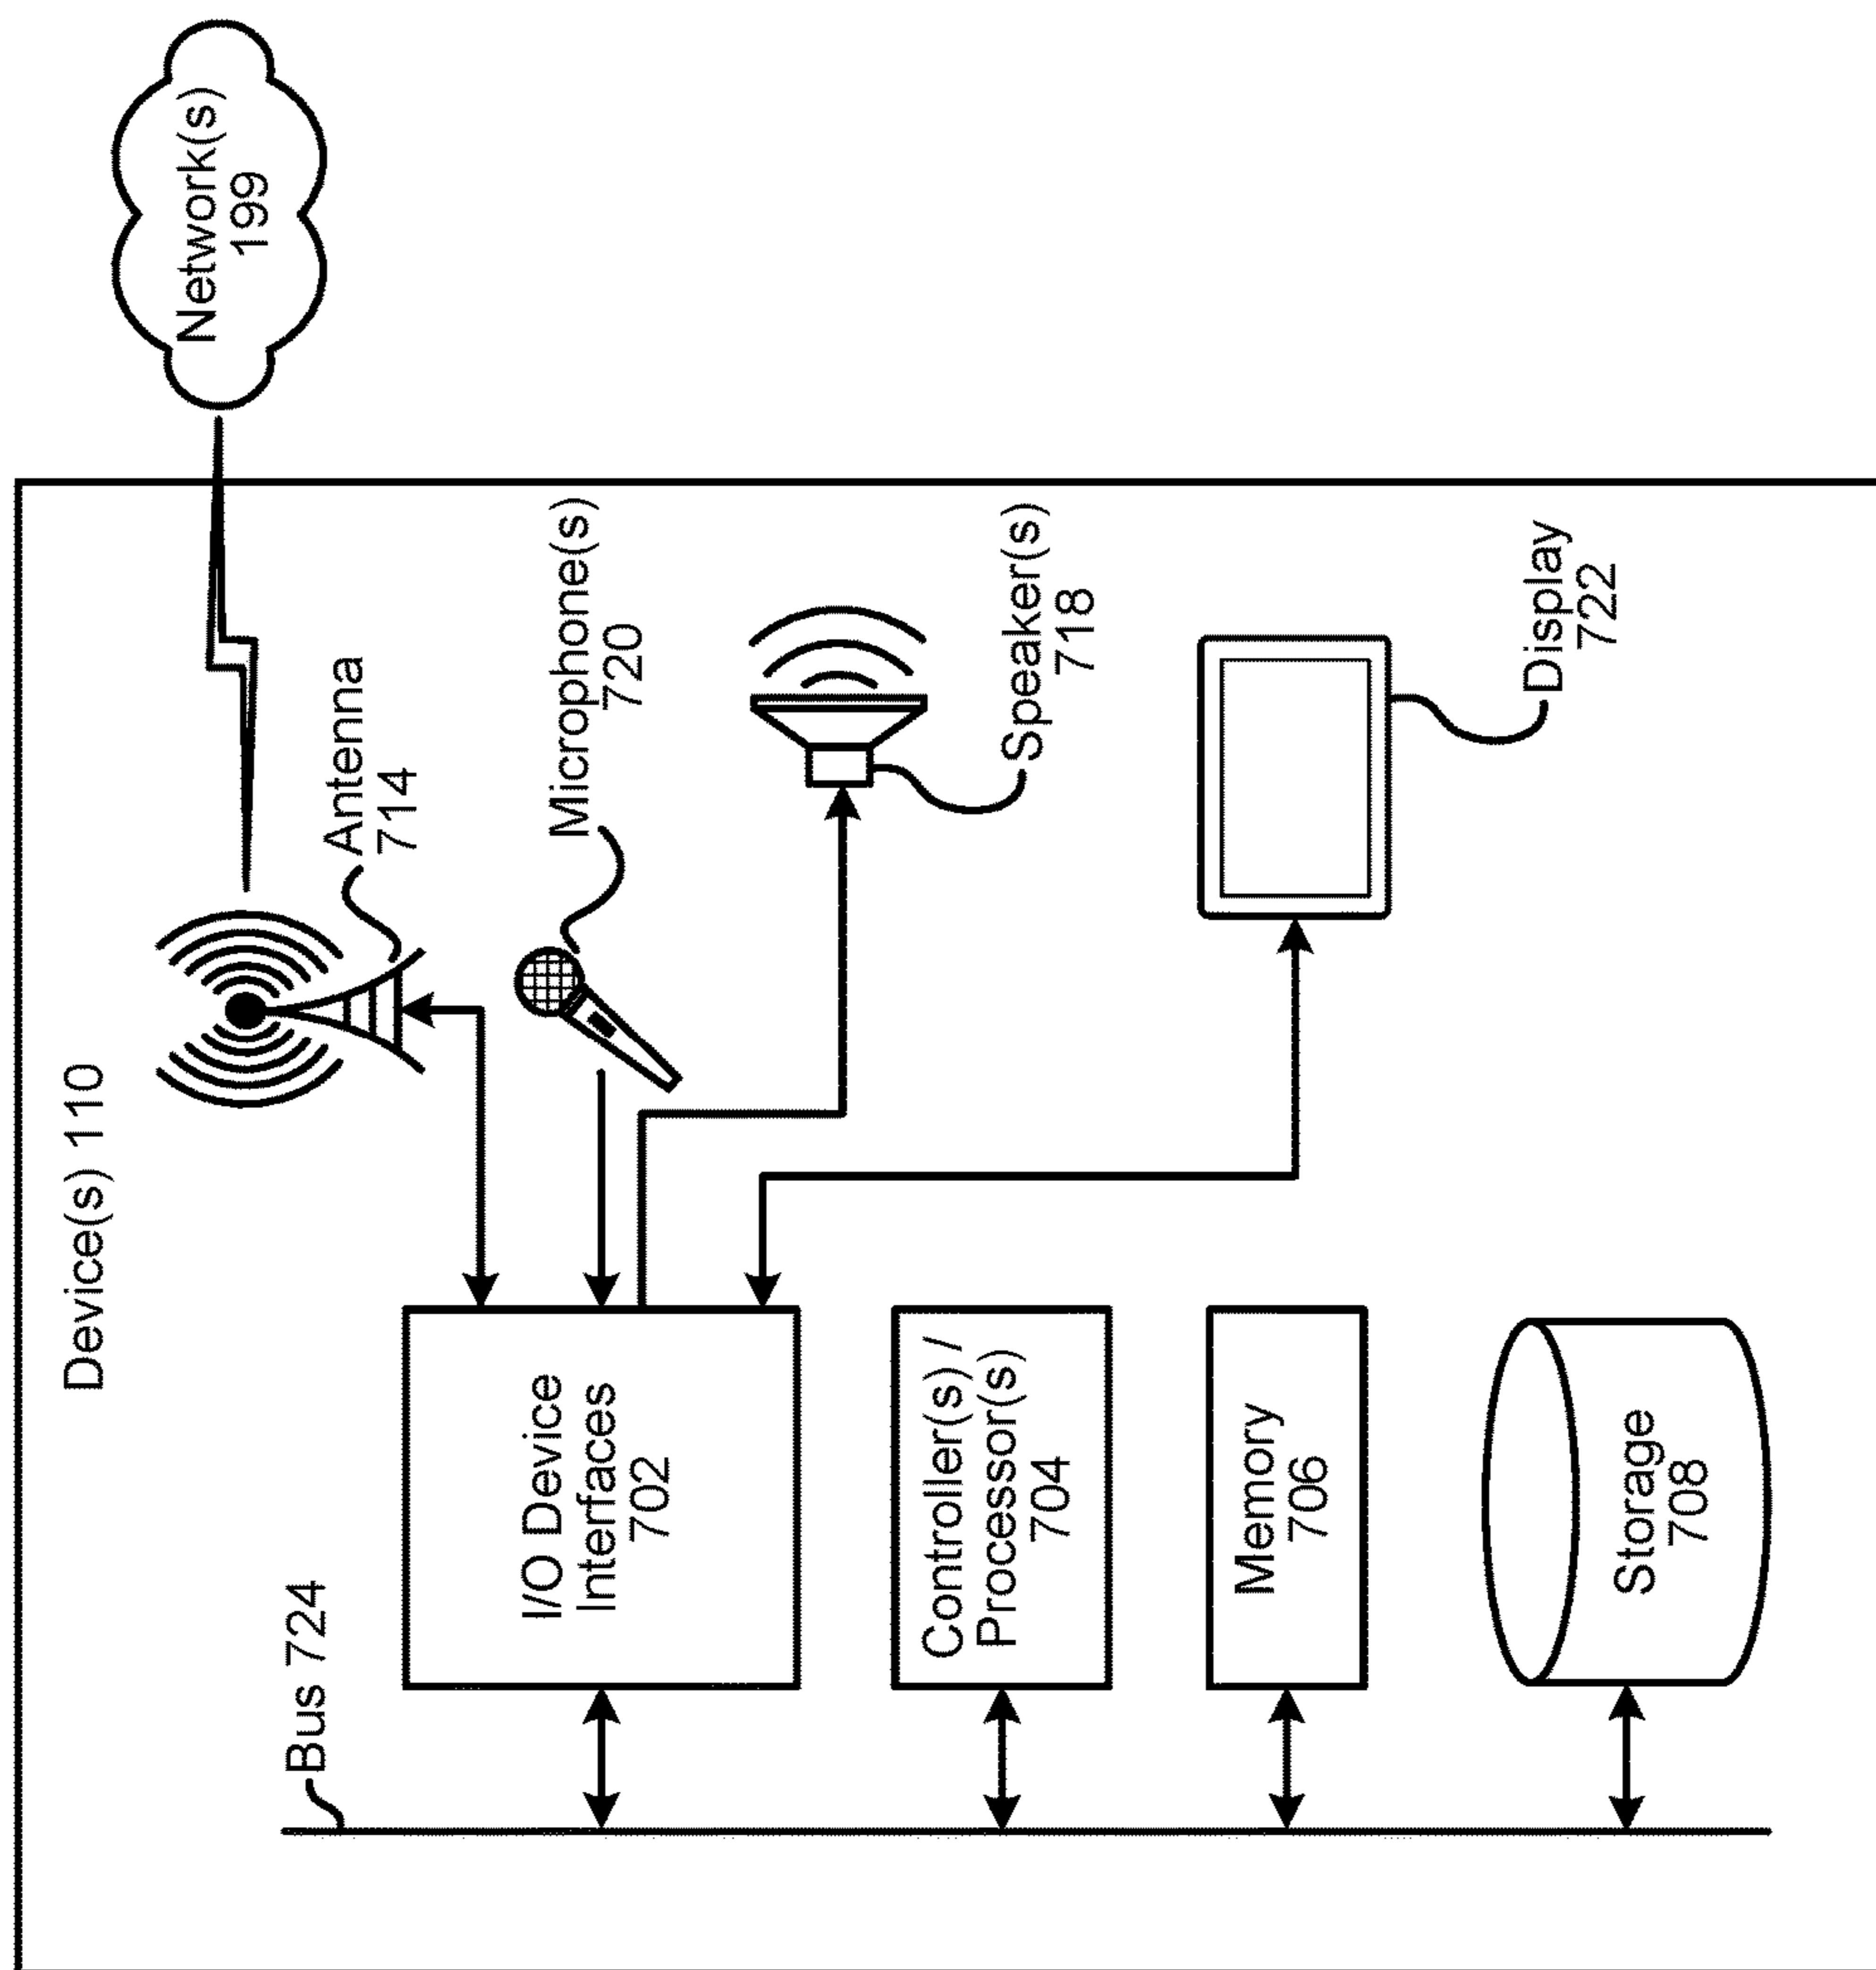 Device(s) 110
Network(s)
199
Bus 724
Antenna
714
I/O Device
Interfaces
702
Microphone(s)
720
Controller(s) /
Processor(s)
704
Speaker(s)
718
Memory
706
Display
722
Storage
708